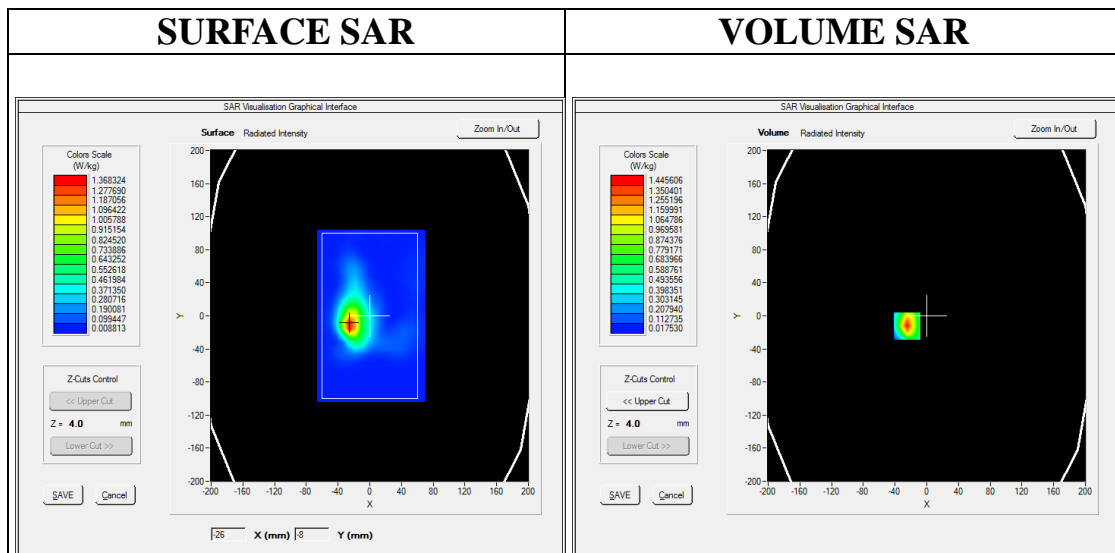 SURFACE SAR
VOLUME SAR
SAR Visualisation Graphical Interface
Surface Radiated Intensity
Zoom In/Out
Colors Scale
(W/kg)
1.368324
1.277690
1.187056
1.096422
1.005788
0.915154
0.824520
0.733886
0.643252
0.552618
0.461984
0.371350
0.280716
0.190081
0.099447
0.008813
Z-Cuts Control
<< Upper Cut
Z = 4.0 mm
Lower Cut >>
SAVE Cancel
200
160
120
80
40
0
-40
-80
-120
-160
-200
Y
-200 -160 -120 -80 -40 0 40 80 120 160 200
X
-26 X (mm) -8 Y (mm)
SAR Visualisation Graphical Interface
Volume Radiated Intensity
Zoom In/Out
Colors Scale
(W/kg)
1.445606
1.350401
1.255196
1.159991
1.064786
0.969581
0.874376
0.779171
0.683966
0.588761
0.493556
0.398351
0.303145
0.207940
0.112735
0.017530
Z-Cuts Control
<< Upper Cut
Z = 4.0 mm
Lower Cut >>
SAVE Cancel
200
160
120
80
40
0
-40
-80
-120
-160
-200
Y
-200 -160 -120 -80 -40 0 40 80 120 160 200
X